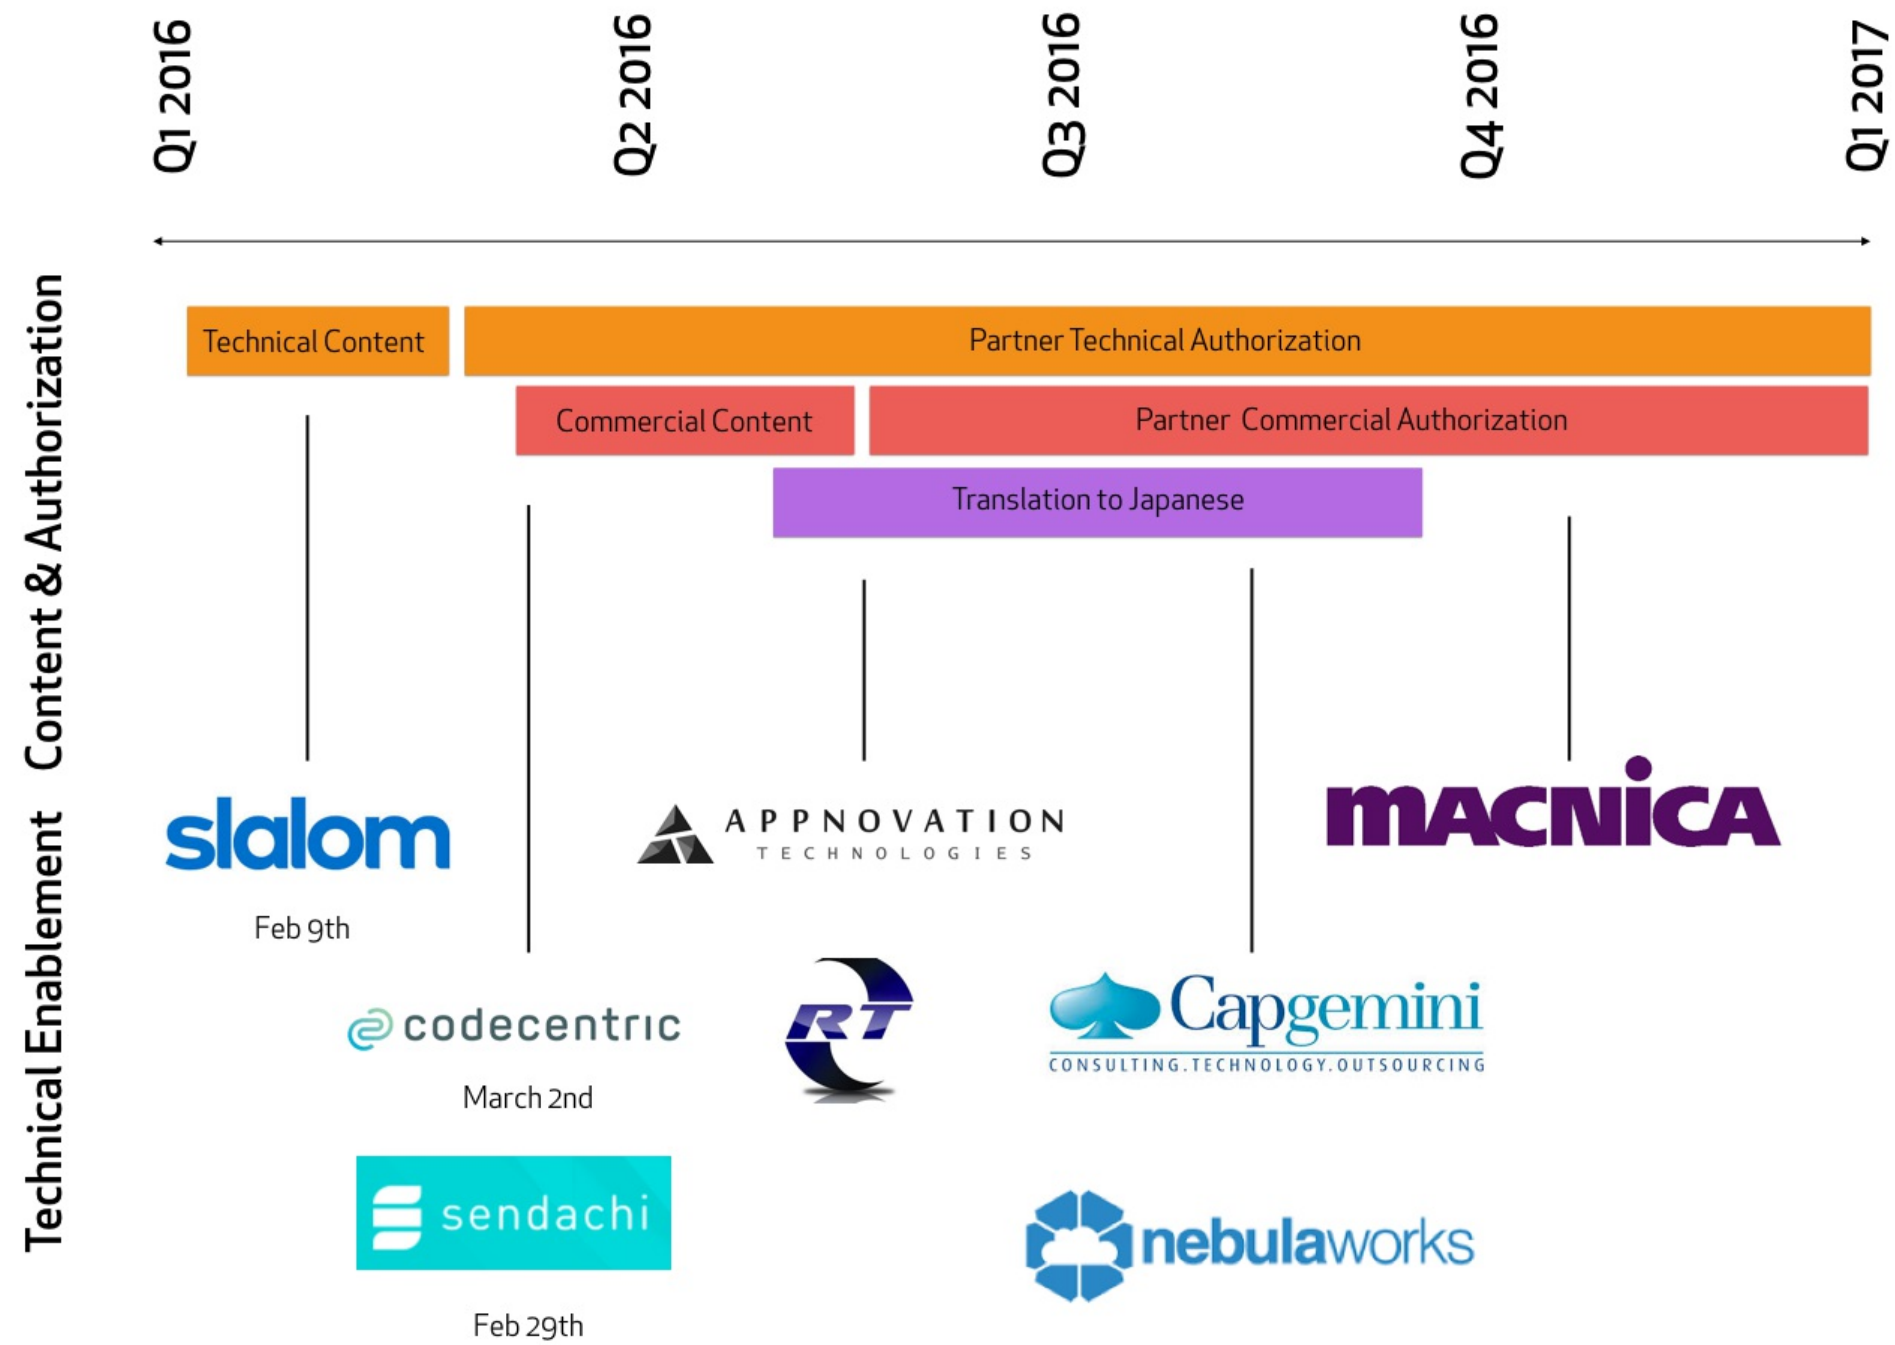 Q1 2016
Q2 2016
Q3 2016
Q4 2016
Q1 2017
Content & Authorization
Technical Content
Partner Technical Authorization
Commercial Content
Partner Commercial Authorization
Translation to Japanese
Technical Enablement
slalom
Feb 9th
APPNOVATION
TECHNOLOGIES
MACNiCA
codecentric
March 2nd
RT
Capgemini
CONSULTING.TECHNOLOGY.OUTSOURCING
sendachi
Feb 29th
nebulaworks